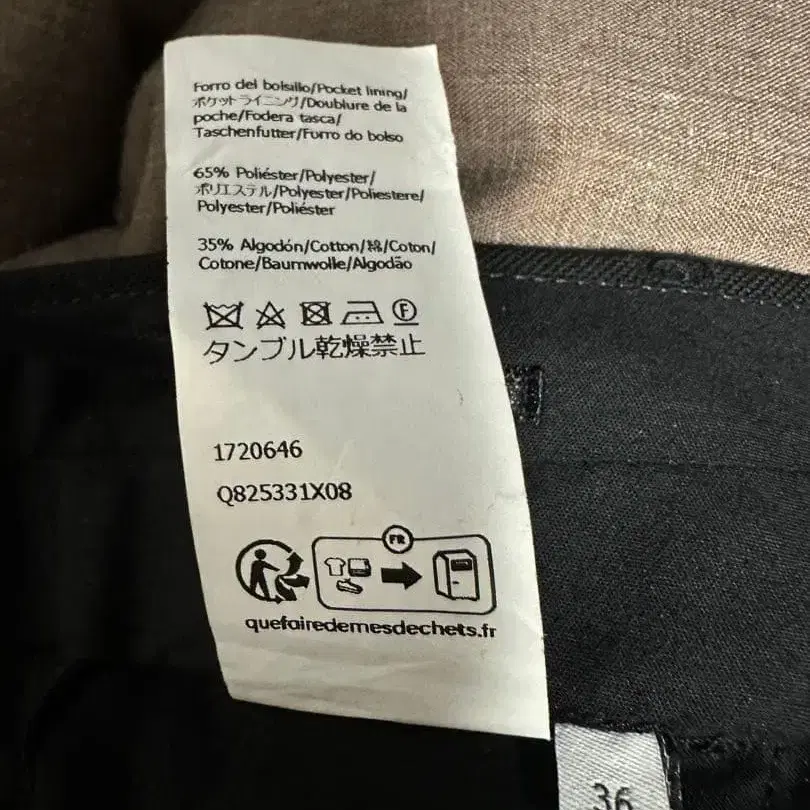 Forro del bolsillo/Pocket lining/
ポケットライニング/Doublure de la
poche/Fodera tasca/
Taschenfutter/Forro do bolso
65% Poliéster/Polyester/
ポリエステル/Polyester/Poliestere/
Polyester/Poliéster
35% Algodón/Cotton/綿/Coton/
Cotone/Baumwolle/Algodão
F
タンブル乾燥禁止
1720646
Q825331X08
FR
quefairedemesdechets.fr
36